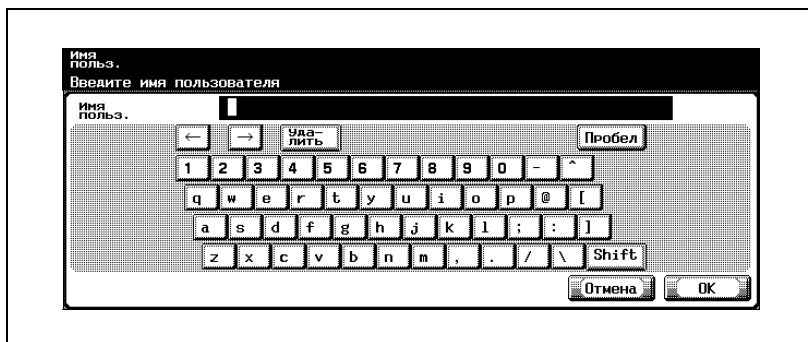 Имя
польз.
Введите имя пользователя
Имя
польз.
← → Уда-
лить Пробел
1 2 3 4 5 6 7 8 9 0 - ^
q w e r t y u i o p @ [
a s d f g h j k l ; : ]
z x c v b n m , . / \ Shift
Отмена OK